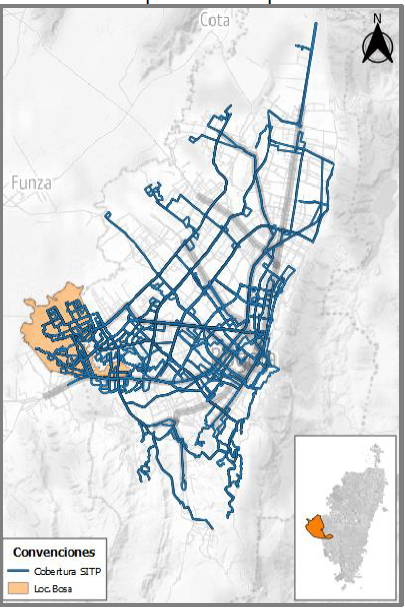 Cota
N
Funza
Convenciones
Cobertura SITP
Loc. Bosa